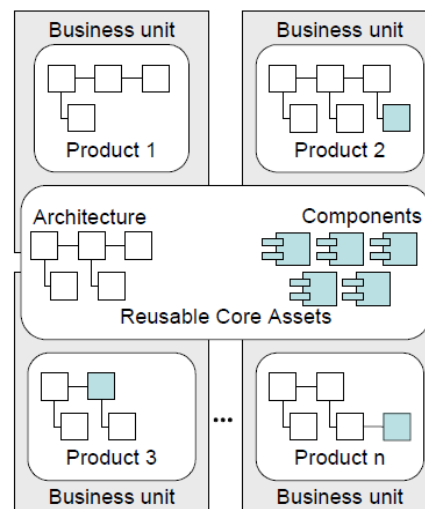 Business unit
Business unit
Product 1
Product 2
Architecture
Components
Reusable Core Assets
...
Product 3
Product n
Business unit
Business unit